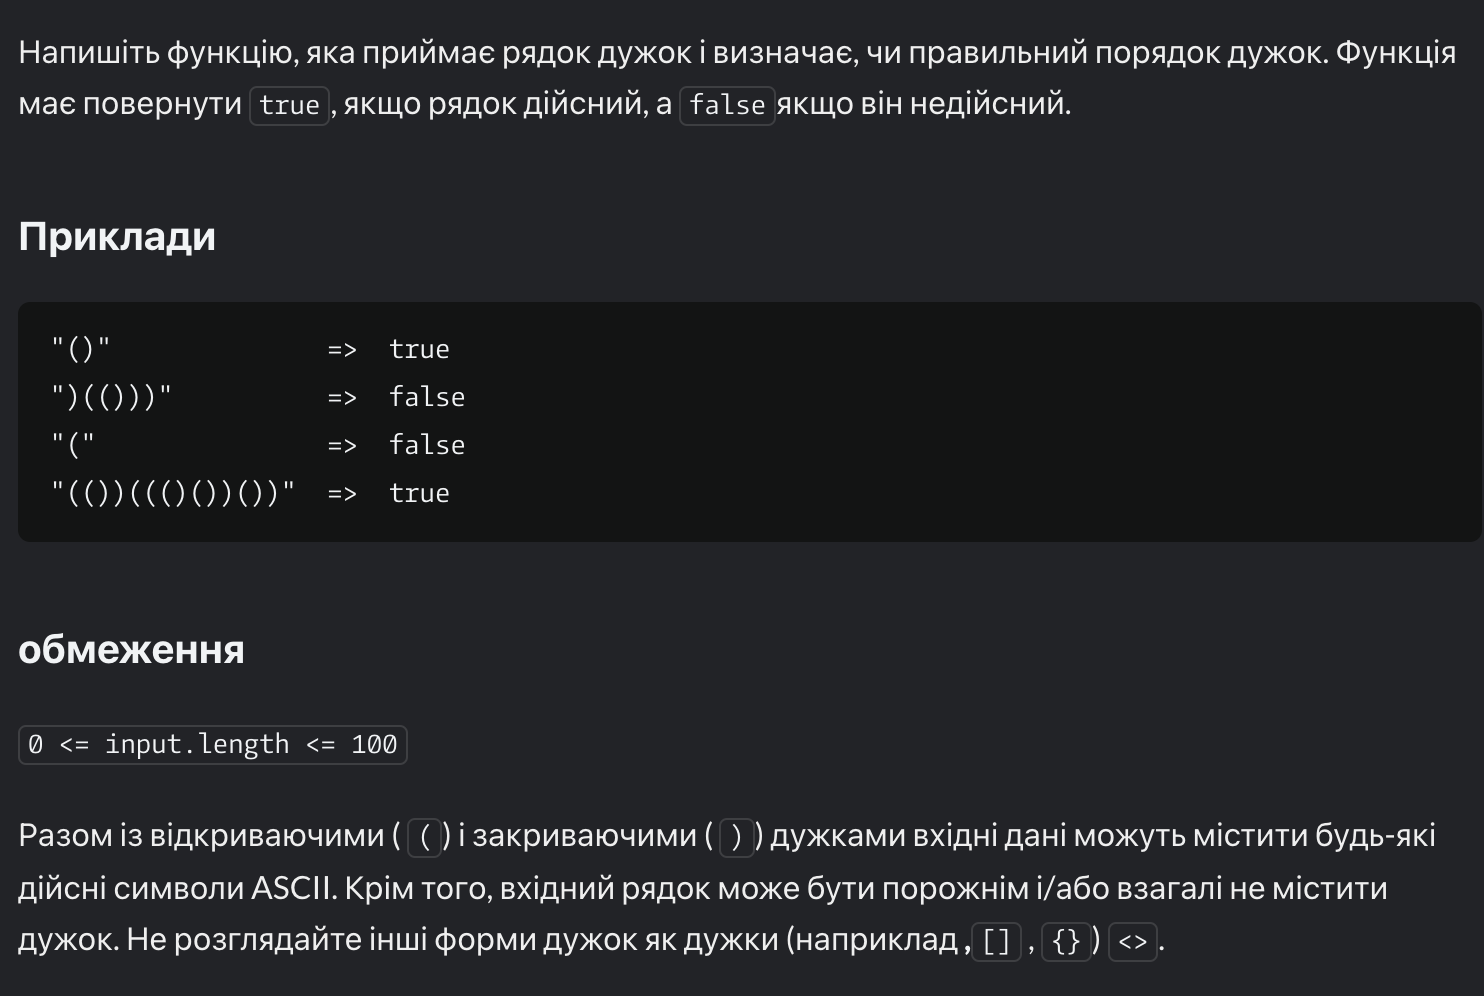 Напишіть функцію, яка приймає рядок дужок і визначає, чи правильний порядок дужок. Функція
має повернути true , якщо рядок дійсний, а false якщо він недійсний.
Приклади
"()" => true
")(()))" => false
"(" => false
"(())((()())())" => true
обмеження
0 <= input.length <= 100
Разом із відкриваючими ( ( ) і закриваючими ( ) ) дужками вхідні дані можуть містити будь-які
дійсні символи ASCII. Крім того, вхідний рядок може бути порожнім і/або взагалі не містити
дужок. Не розглядайте інші форми дужок як дужки (наприклад , [] , {} ) <> .